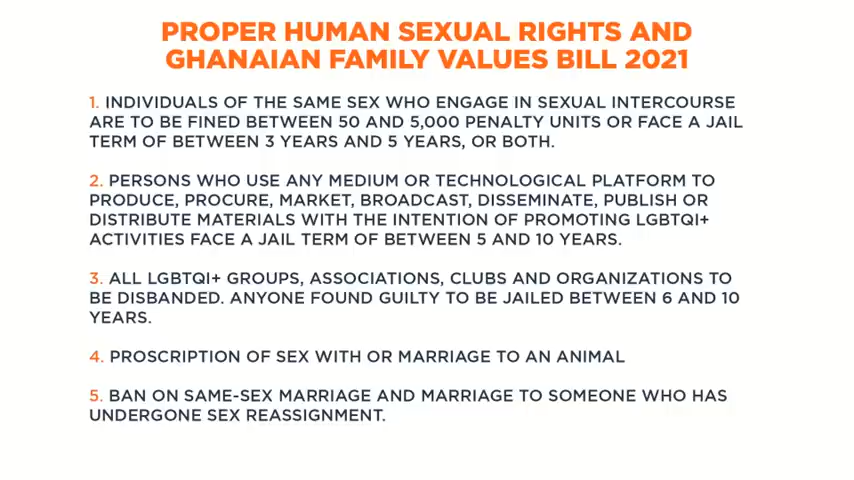 PROPER HUMAN SEXUAL RIGHTS AND
GHANAIAN FAMILY VALUES BILL 2021
1. INDIVIDUALS OF THE SAME SEX WHO ENGAGE IN SEXUAL INTERCOURSE
ARE TO BE FINED BETWEEN 50 AND 5,000 PENALTY UNITS OR FACE A JAIL
TERM OF BETWEEN 3 YEARS AND 5 YEARS, OR BOTH.
2. PERSONS WHO USE ANY MEDIUM OR TECHNOLOGICAL PLATFORM TO
PRODUCE, PROCURE, MARKET, BROADCAST, DISSEMINATE, PUBLISH OR
DISTRIBUTE MATERIALS WITH THE INTENTION OF PROMOTING LGBTQI+
ACTIVITIES FACE A JAIL TERM OF BETWEEN 5 AND 10 YEARS.
3. ALL LGBTQI+ GROUPS, ASSOCIATIONS, CLUBS AND ORGANIZATIONS TO
BE DISBANDED. ANYONE FOUND GUILTY TO BE JAILED BETWEEN 6 AND 10
YEARS.
4. PROSCRIPTION OF SEX WITH OR MARRIAGE TO AN ANIMAL
5. BAN ON SAME-SEX MARRIAGE AND MARRIAGE TO SOMEONE WHO HAS
UNDERGONE SEX REASSIGNMENT.